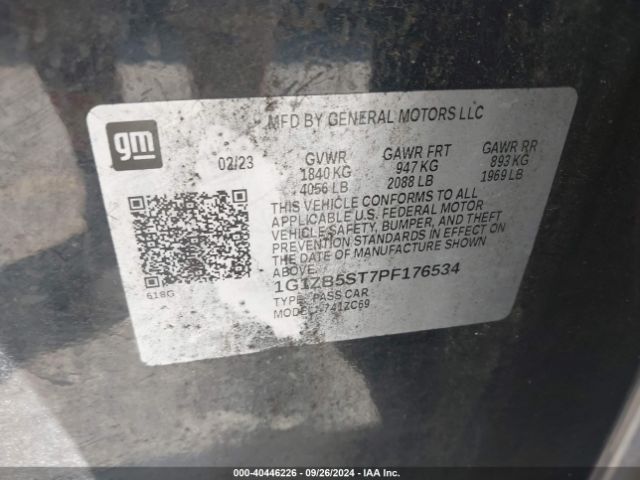 gm
MFD BY GENERAL MOTORS LLC
02/23 GVWR GAWR FRT GAWR RR
1840 KG 947 KG 893 KG
4056 LB 2088 LB 1969 LB
THIS VEHICLE CONFORMS TO ALL
APPLICABLE U.S. FEDERAL MOTOR
VEHICLE SAFETY, BUMPER, AND THEFT
PREVENTION STANDARDS IN EFFECT ON
THE DATE OF MANUFACTURE SHOWN
ABOVE.
1G1ZB5ST7PF176534
TYPE: PASS CAR
MODEL: 741ZC69
618G
© - 40446226 - 09/26/2024 - IAA Inc.